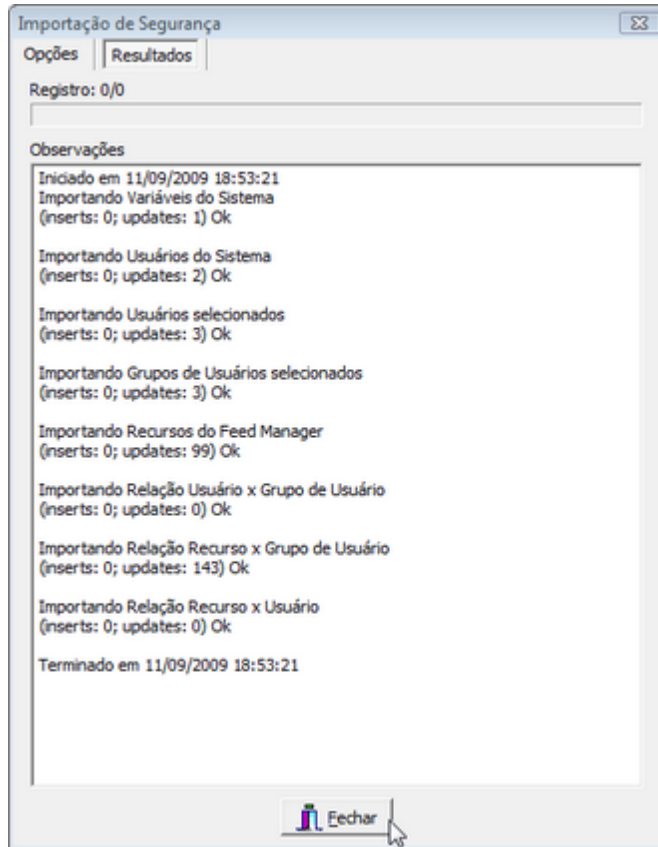 Importação de Segurança
Opções
Resultados
Registro: 0/0
Observações
Iniciado em 11/09/2009 18:53:21
Importando Variáveis do Sistema
(inserts: 0; updates: 1) Ok
Importando Usuários do Sistema
(inserts: 0; updates: 2) Ok
Importando Usuários selecionados
(inserts: 0; updates: 3) Ok
Importando Grupos de Usuários selecionados
(inserts: 0; updates: 3) Ok
Importando Recursos do Feed Manager
(inserts: 0; updates: 99) Ok
Importando Relação Usuário x Grupo de Usuário
(inserts: 0; updates: 0) Ok
Importando Relação Recurso x Grupo de Usuário
(inserts: 0; updates: 143) Ok
Importando Relação Recurso x Usuário
(inserts: 0; updates: 0) Ok
Terminado em 11/09/2009 18:53:21
Fechar